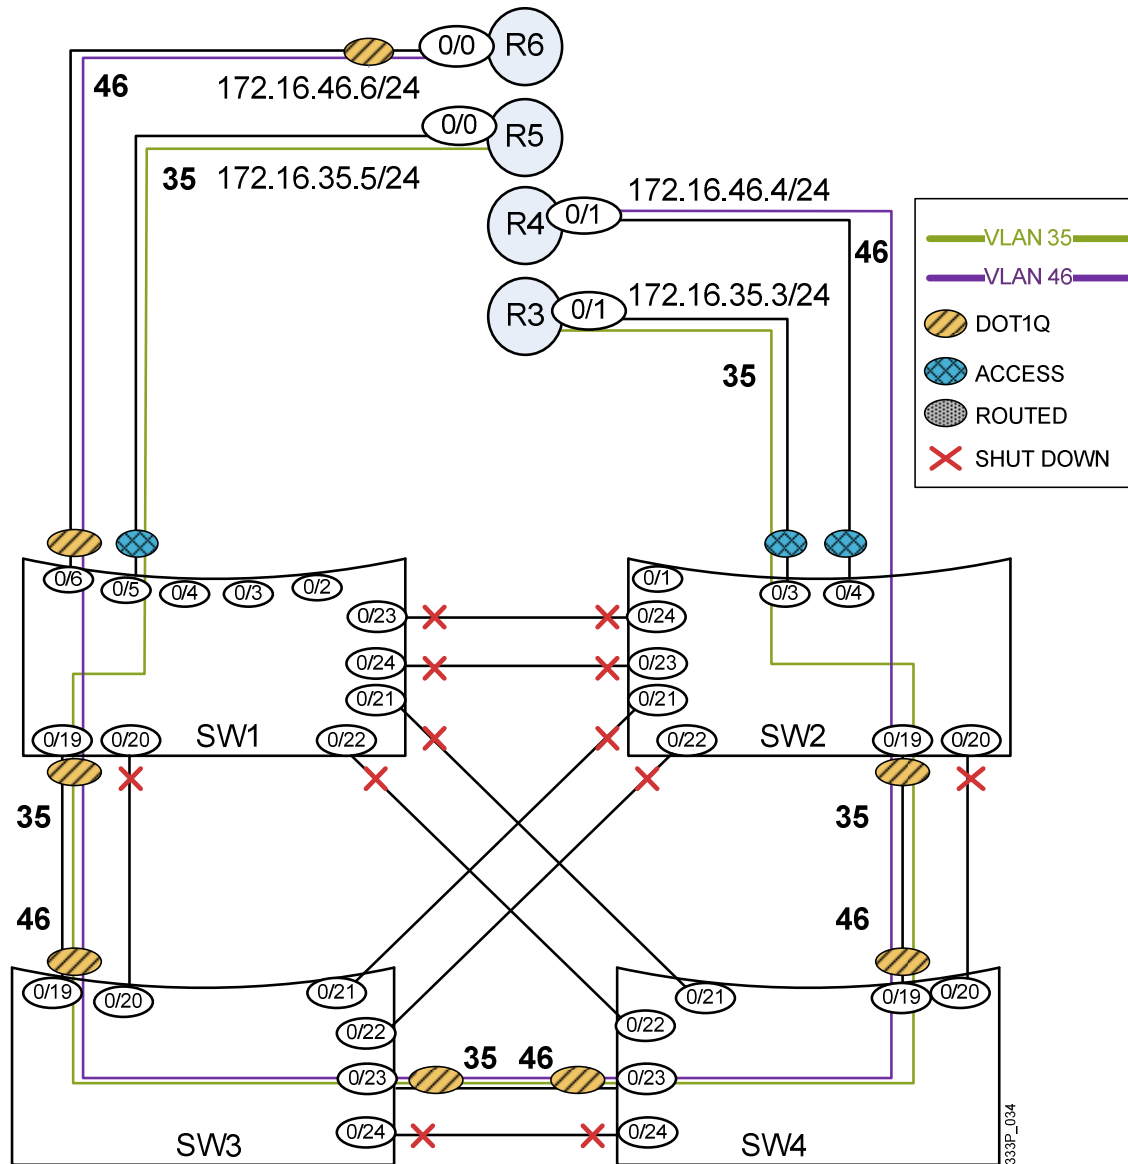 0/0 R6
46 172.16.46.6/24
0/0 R5
35 172.16.35.5/24
172.16.46.4/24
R4 0/1
46
172.16.35.3/24
R3 0/1
35
VLAN 35
VLAN 46
DOT1Q
ACCESS
ROUTED
SHUT DOWN
0/6 0/5 0/4 0/3 0/2
0/23
0/24
0/21
0/19 0/20 SW1 0/22
0/1 0/3 0/4
0/24
0/23
0/21
0/22 SW2 0/19 0/20
35
46
35
46
0/19 0/20 0/21
0/22
0/23
0/24
SW3
35 46
0/21 0/19 0/20
0/22
0/23
0/24
SW4
333P_034